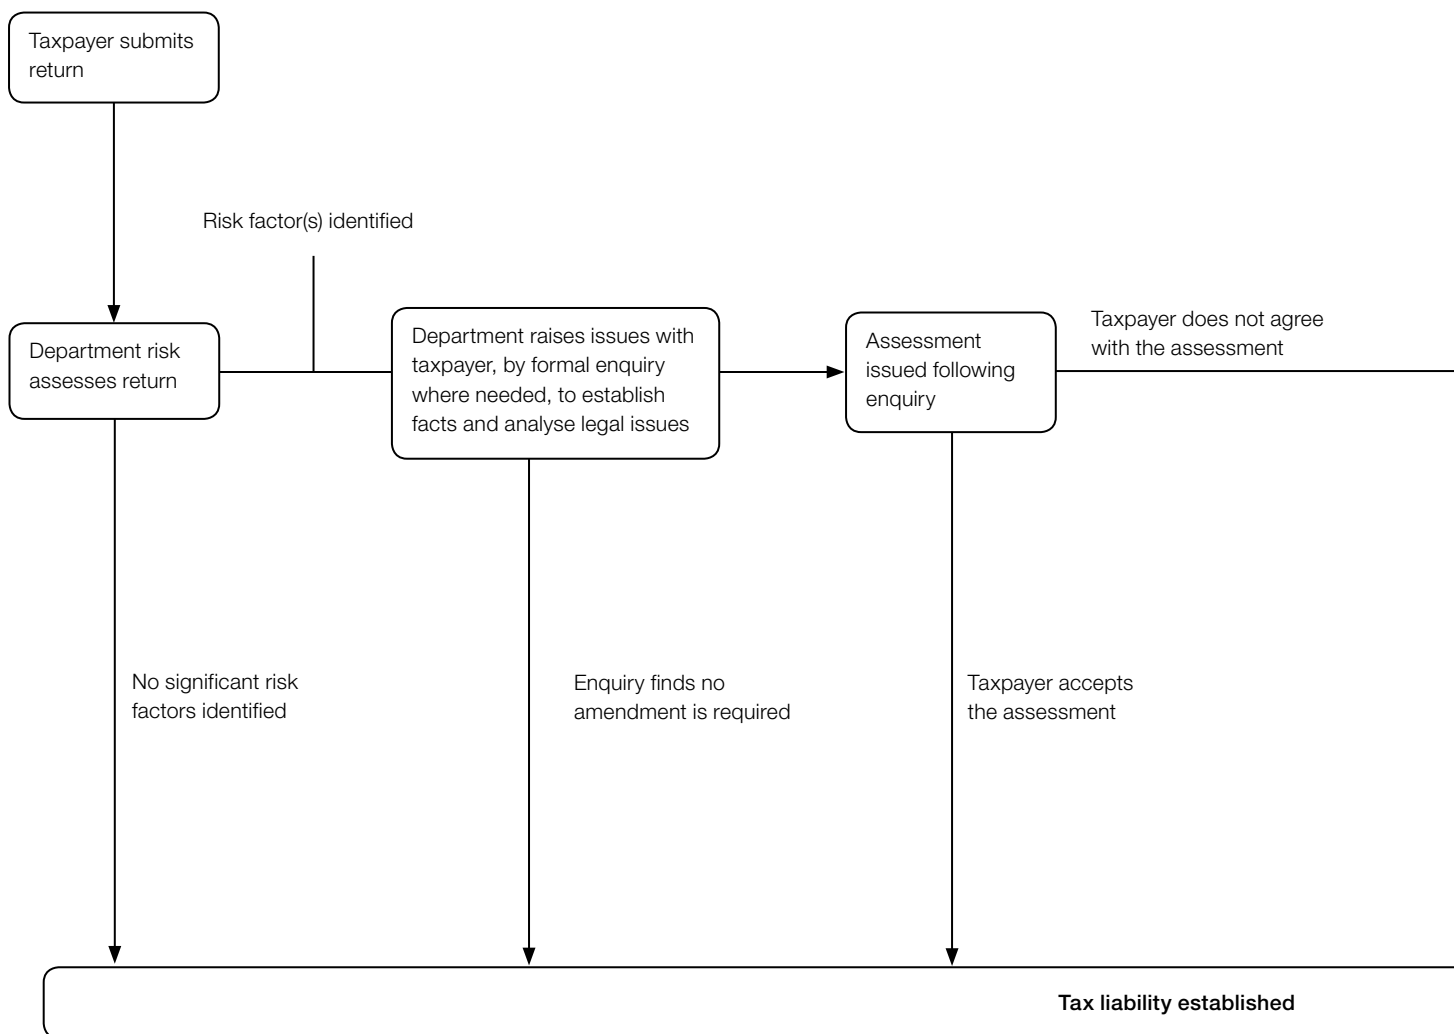 Taxpayer submits
return
Risk factor(s) identified
Department risk
assesses return
Department raises issues with
taxpayer, by formal enquiry
where needed, to establish
facts and analyse legal issues
Assessment
issued following
enquiry
Taxpayer does not agree
with the assessment
No significant risk
factors identified
Enquiry finds no
amendment is required
Taxpayer accepts
the assessment
Tax liability established